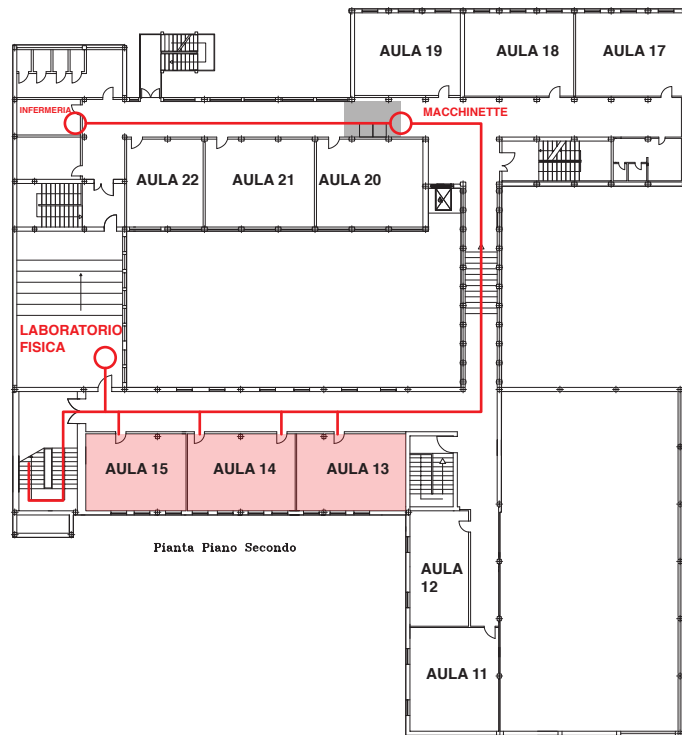 AULA 19
AULA 18
AULA 17
INFERMERIA
MACCHINETTE
AULA 22
AULA 21
AULA 20
LABORATORIO
FISICA
AULA 15
AULA 14
AULA 13
Pianta Piano Secondo
AULA
12
AULA 11